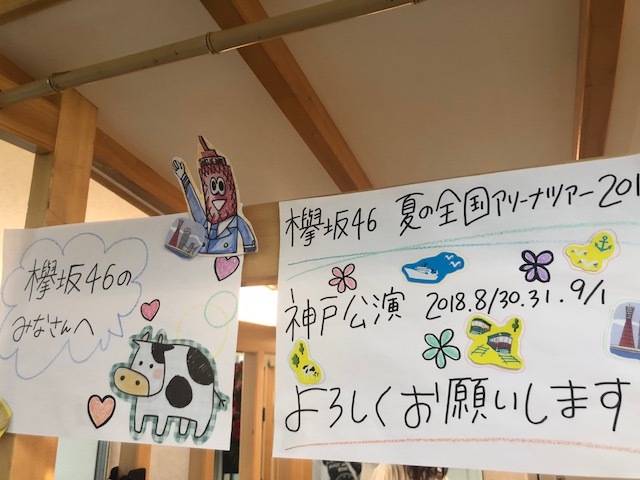 欅坂46の
みなさんへ
欅坂46 夏の全国アリーナツアー201
神戸公演 2018.8/30.31.9/1
よろしくお願いします